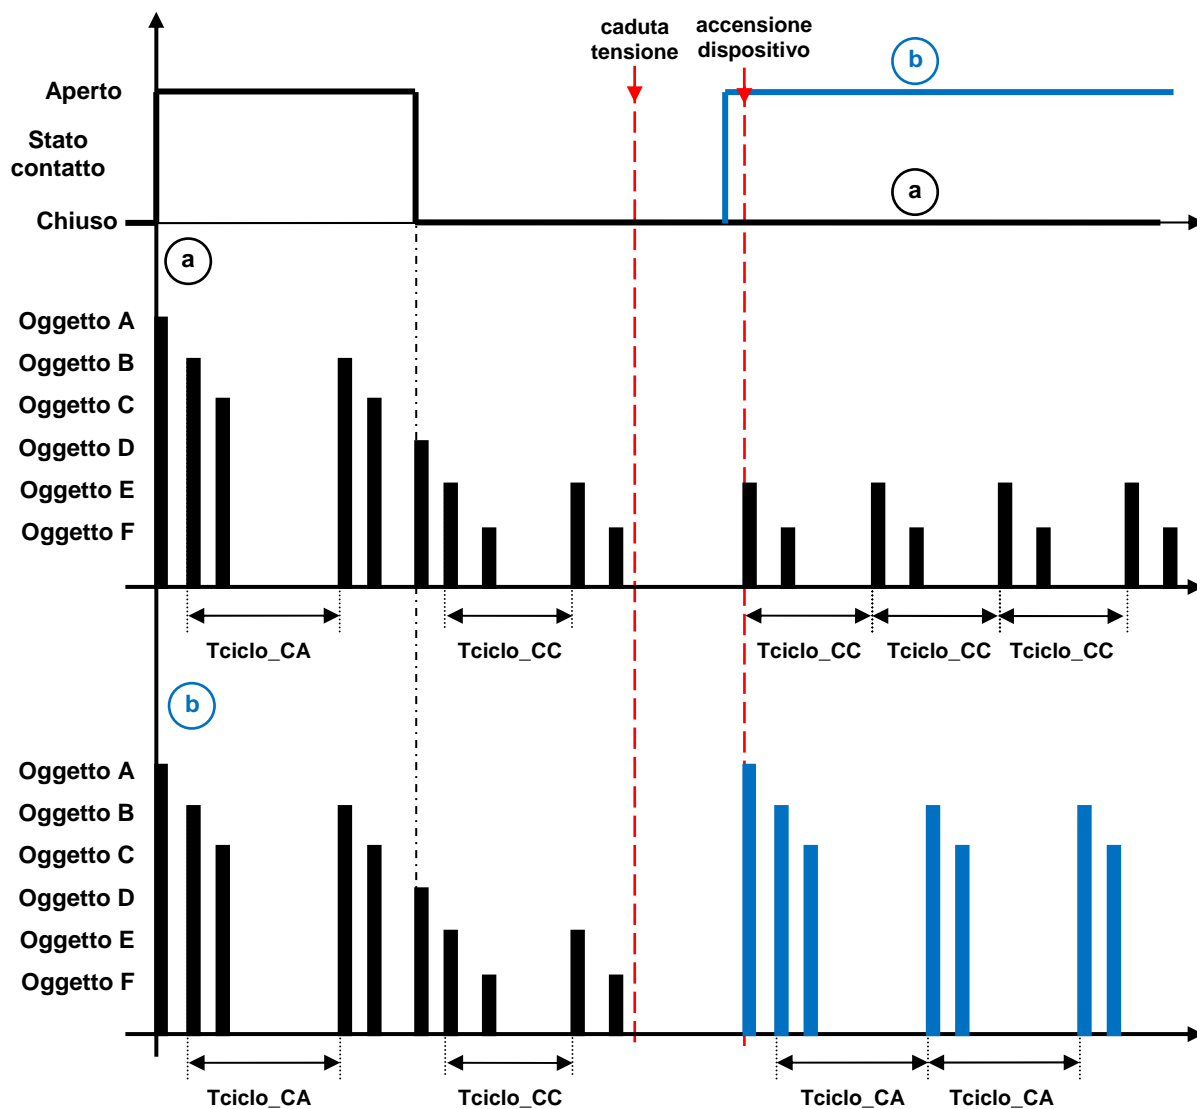 caduta
tensione
accensione
dispositivo
b
Aperto
Stato
contatto
a
Chiuso
a
Oggetto A
Oggetto B
Oggetto C
Oggetto D
Oggetto E
Oggetto F
Tciclo_CA
Tciclo_CC
Tciclo_CC
Tciclo_CC
Tciclo_CC
b
Oggetto A
Oggetto B
Oggetto C
Oggetto D
Oggetto E
Oggetto F
Tciclo_CA
Tciclo_CC
Tciclo_CA
Tciclo_CA